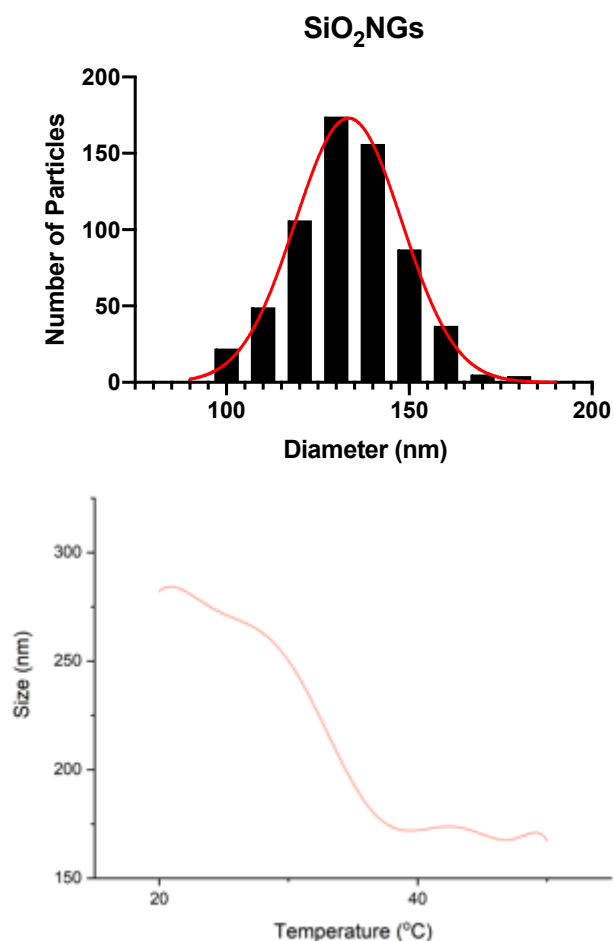 SiO₂NGs
200
150
100
50
0
Number of Particles
100 150 200
Diameter (nm)
300
250
200
150
Size (nm)
20 40
Temperature (°C)